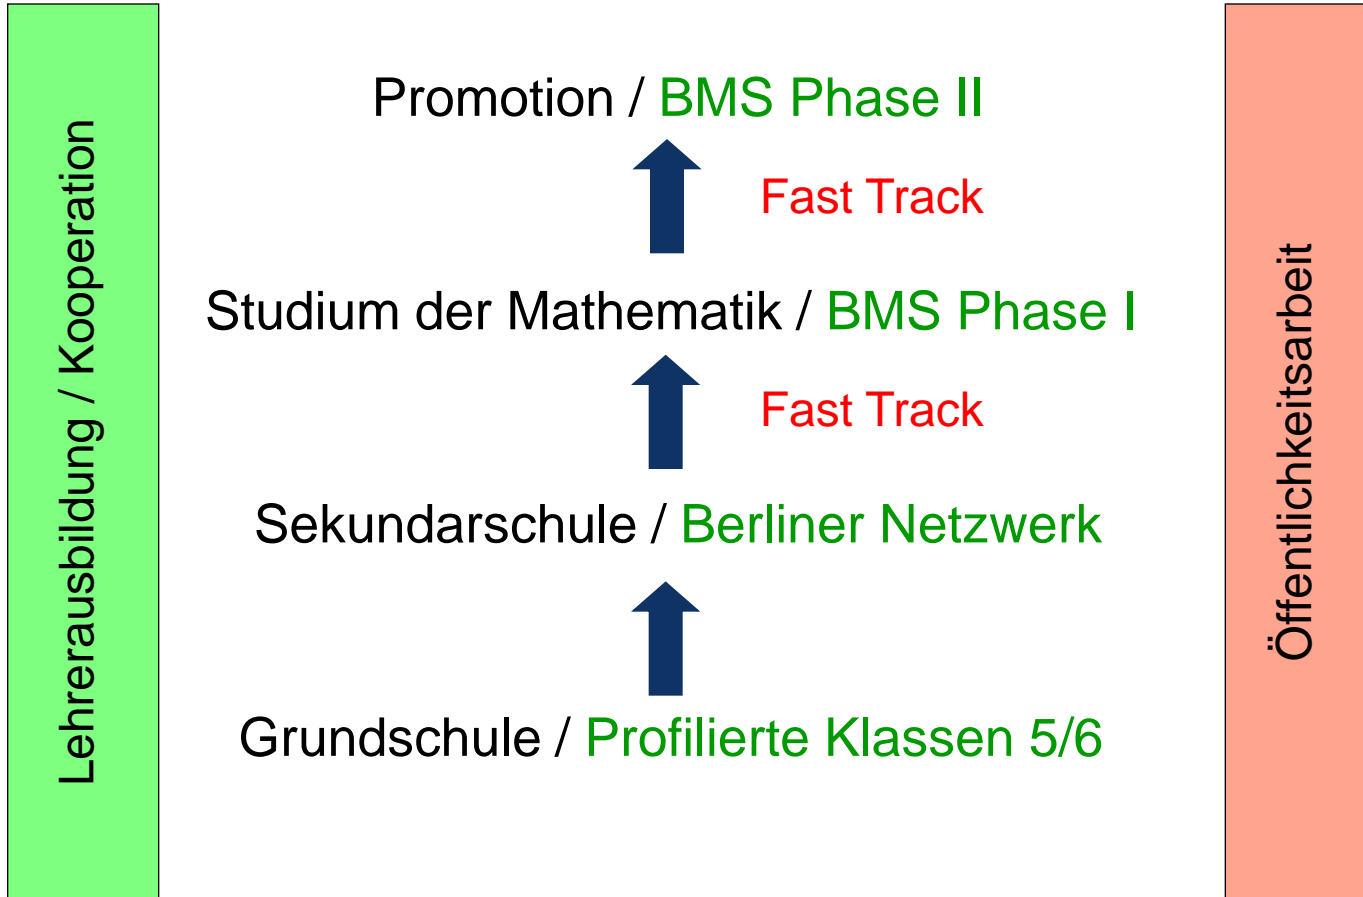 Lehrerausbildung / Kooperation
Promotion / BMS Phase II
Fast Track
Studium der Mathematik / BMS Phase I
Fast Track
Sekundarschule / Berliner Netzwerk
Grundschule / Profilierte Klassen 5/6
Öffentlichkeitsarbeit